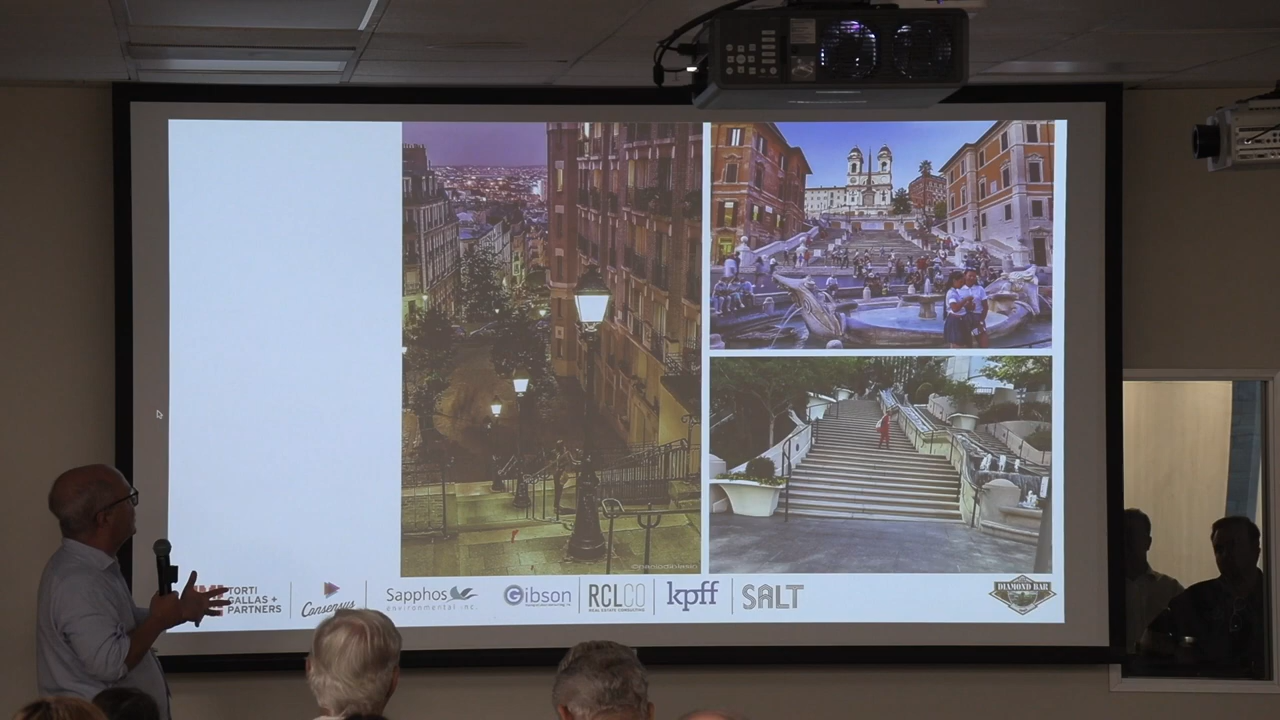 TORTI
GALLAS +
PARTNERS
Consensus
Sapphos
environmental inc.
Gibson
RCLCO
REAL ESTATE CONSULTING
kpff
SALT
DIAMOND BAR